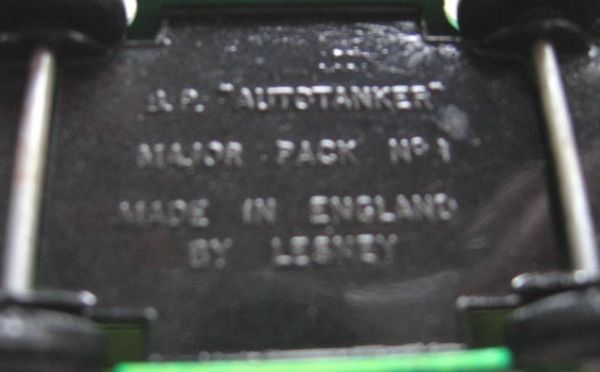 B.P. "AUTOTANKER"
MAJOR PACK Nº1
MADE IN ENGLAND
BY LESNEY